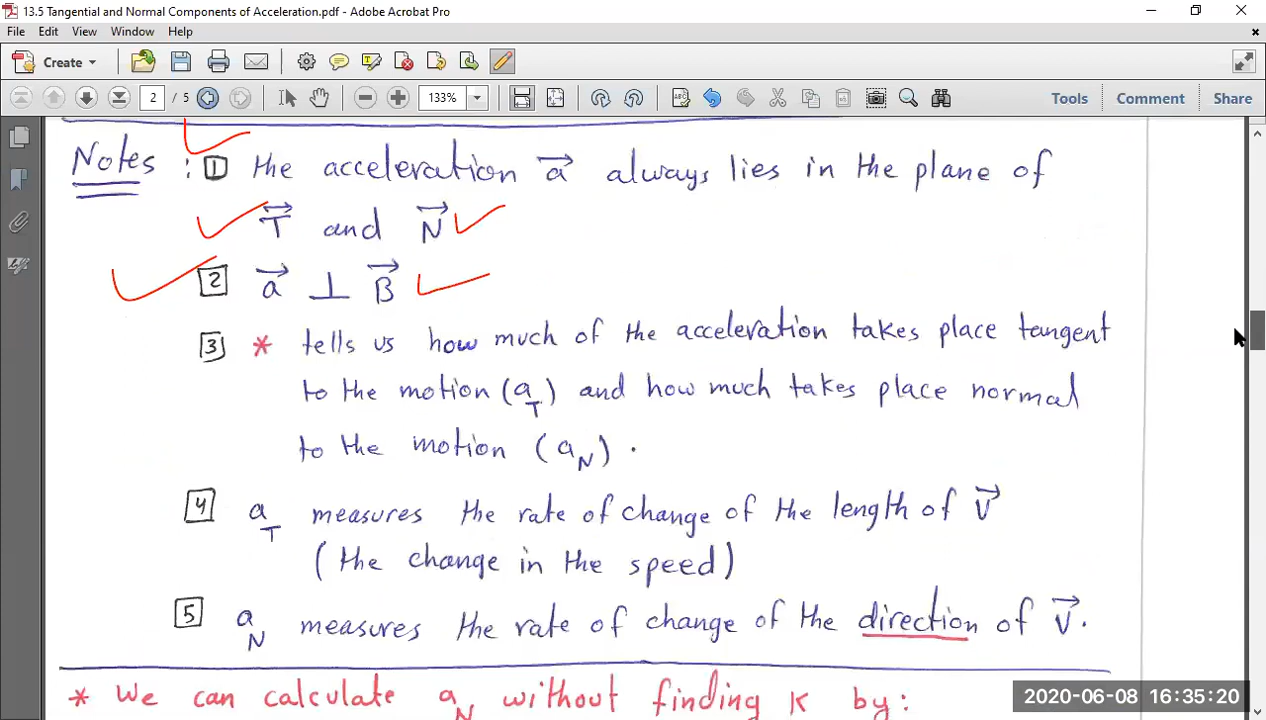 13.5 Tangential and Normal Components of Acceleration.pdf - Adobe Acrobat Pro
File Edit View Window Help
Create
2 / 5 133% Tools Comment Share
Notes : 1 the acceleration a⃗ always lies in the plane of
T⃗ and N⃗
2 a⃗ ⊥ B⃗
3 * tells us how much of the acceleration takes place tangent
to the motion (a_T) and how much takes place normal
to the motion (a_N).
4 a_T measures the rate of change of the length of v⃗
(the change in the speed)
5 a_N measures the rate of change of the direction of v⃗.
* We can calculate a_N without finding K by:
2020-06-08 16:35:20